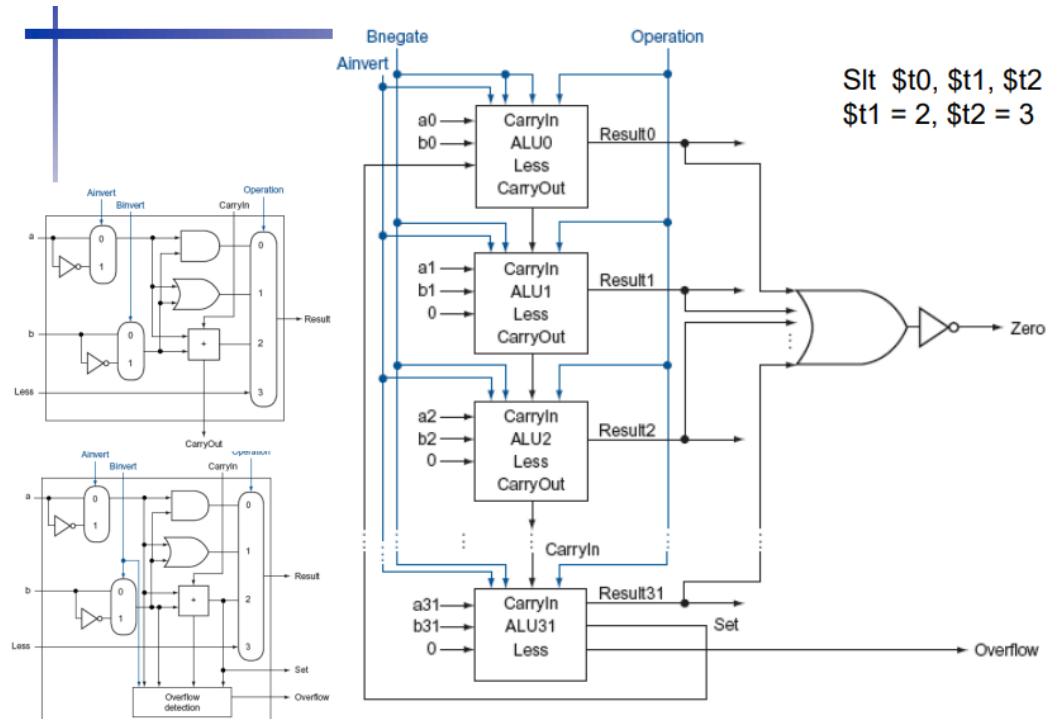 Bnegate
Operation
Ainvert
Slt $t0, $t1, $t2
$t1 = 2, $t2 = 3
a0
b0
CarryIn
ALU0
Less
CarryOut
Result0
a1
b1
0
CarryIn
ALU1
Less
CarryOut
Result1
Zero
a2
b2
0
CarryIn
ALU2
Less
CarryOut
Result2
CarryIn
a31
b31
0
CarryIn
ALU31
Less
Result31
Set
Overflow
Ainvert
Binvert
CarryIn
Operation
a
0
1
b
0
1
+
Less
0
1
2
3
Result
CarryOut
Ainvert
Binvert
CarryIn
Operation
a
0
1
b
0
1
+
Less
0
1
2
3
Result
Set
Overflow
detection
Overflow